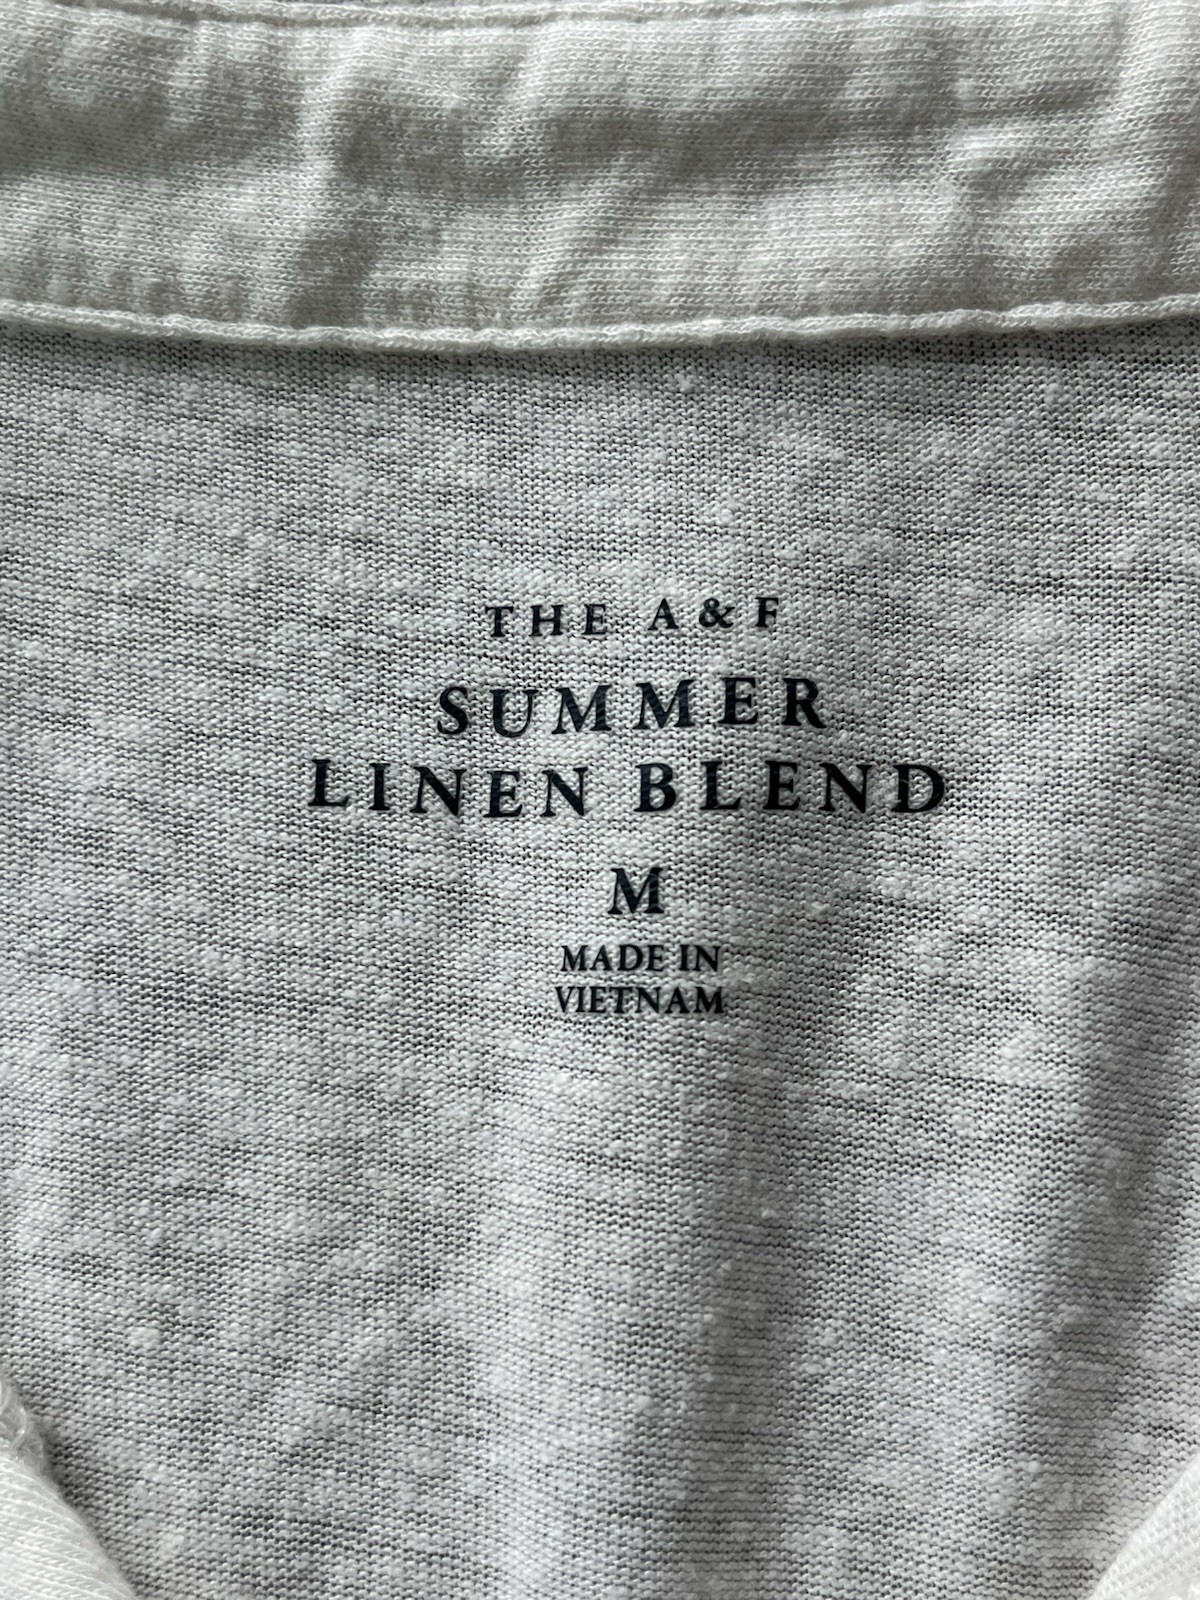 THE A&F
SUMMER
LINEN BLEND
M
MADE IN
VIETNAM